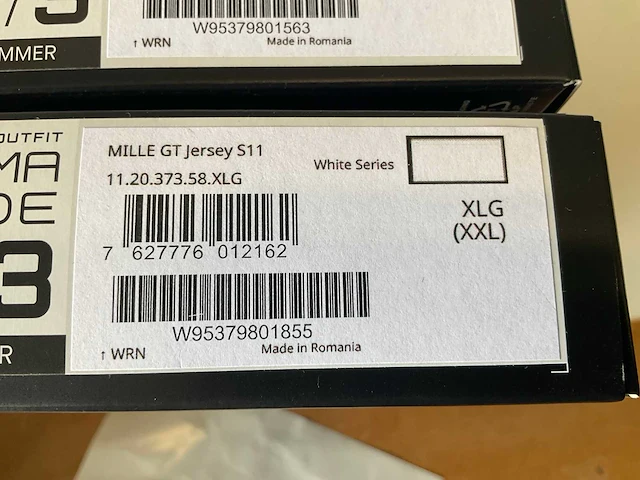 W95379801563
↑ WRN
Made in Romania
MMER
OUTFIT
MA
DE
3
R
MILLE GT Jersey S11
White Series
11.20.373.58.XLG
XLG
(XXL)
7 627776 012162
W95379801855
↑ WRN
Made in Romania